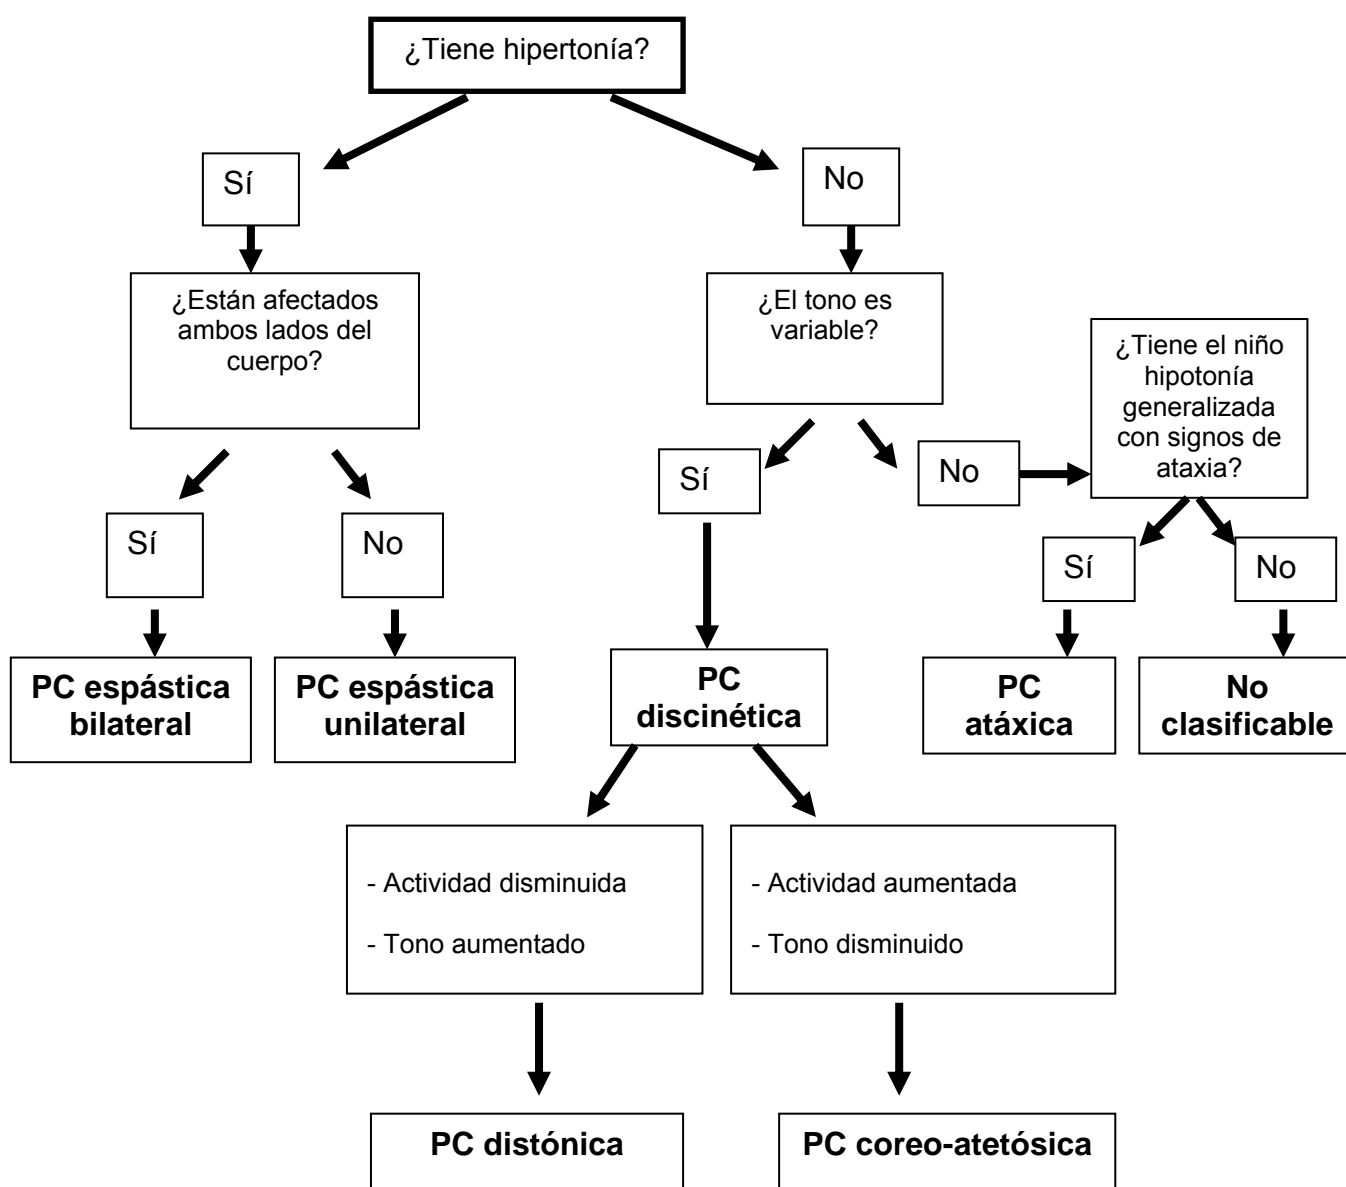 ¿Tiene hipertonía?
Sí
No
¿Están afectados
ambos lados del
cuerpo?
¿El tono es
variable?
¿Tiene el niño
hipotonía
generalizada
con signos de
ataxia?
Sí
No
Sí
No
Sí
No
PC espástica
bilateral
PC espástica
unilateral
PC
discinética
PC
atáxica
No
clasificable
- Actividad disminuida
- Tono aumentado
- Actividad aumentada
- Tono disminuido
PC distónica
PC coreo-atetósica